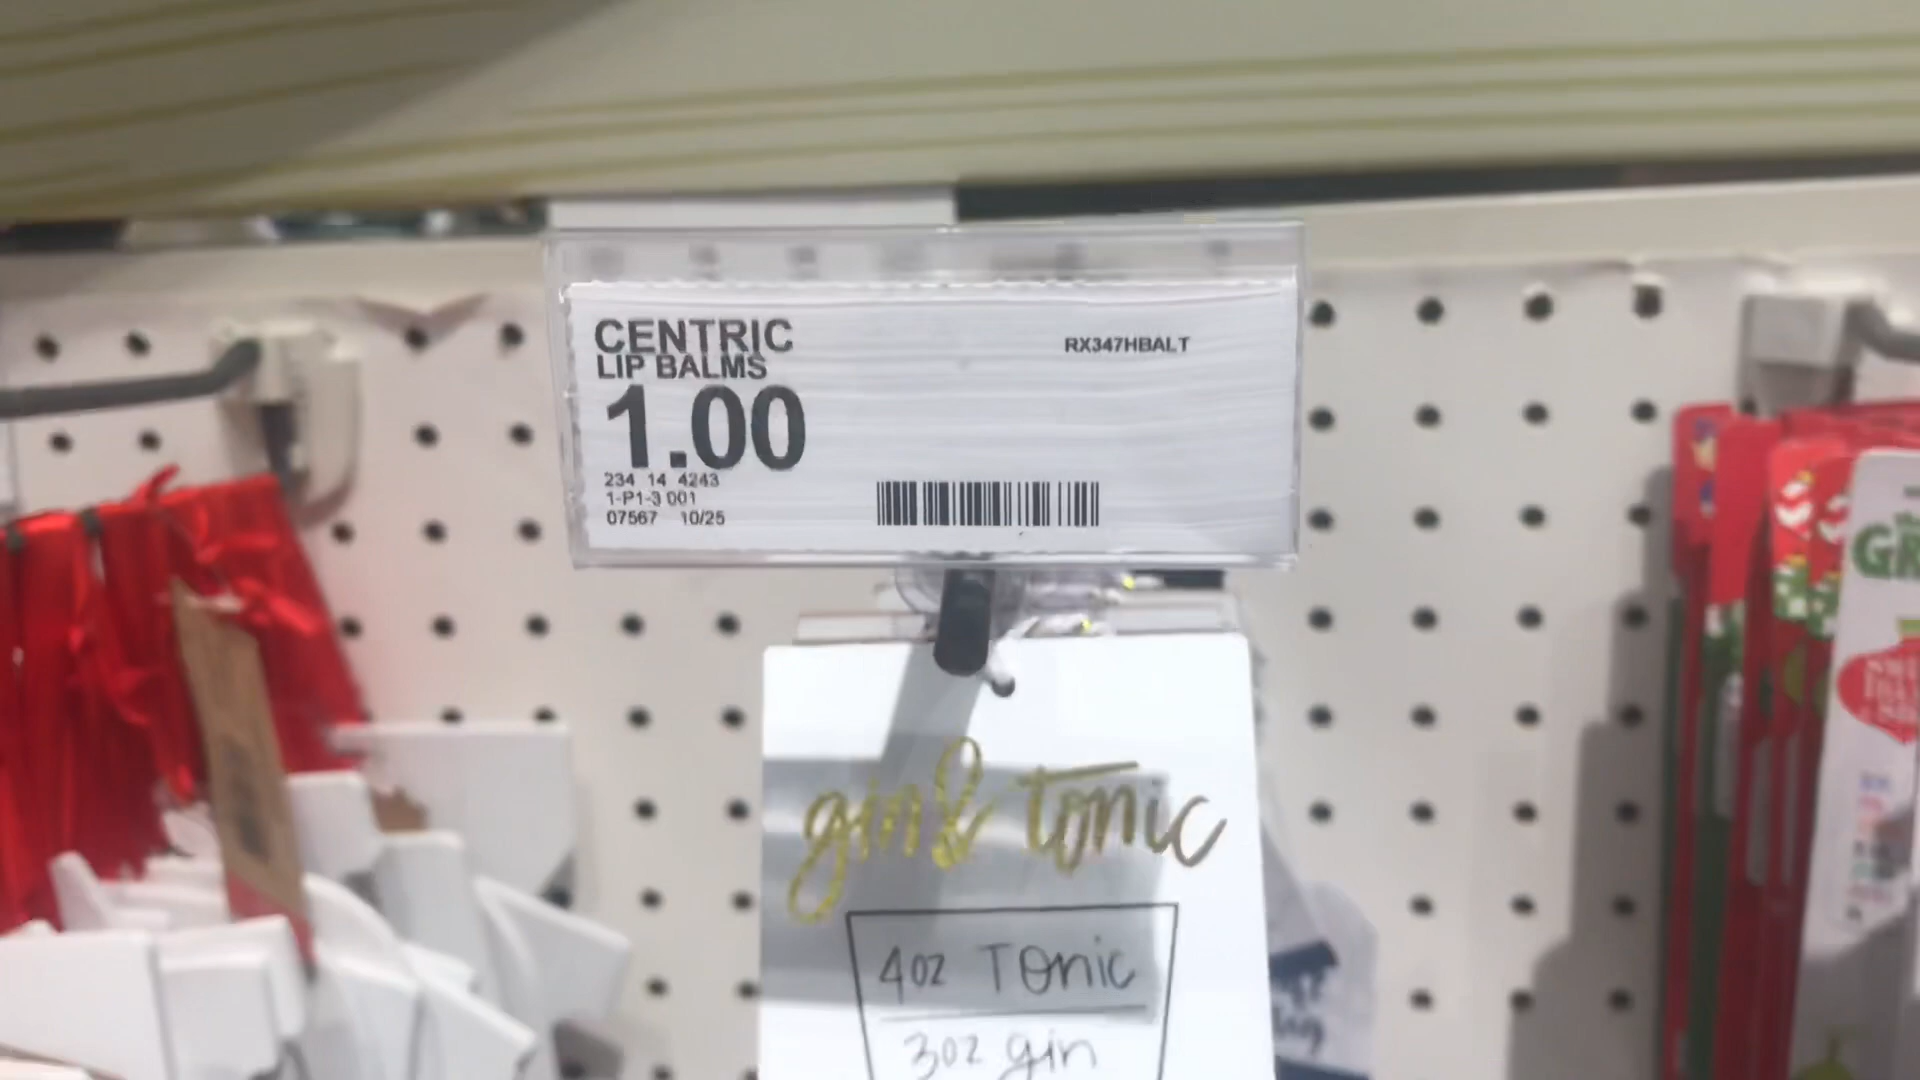 CENTRIC
LIP BALMS
1.00
RX347HBALT
234 14 4243
1-P1-3 001
07567 10/25
gin & tonic
4oz Tonic
3oz gin
GR